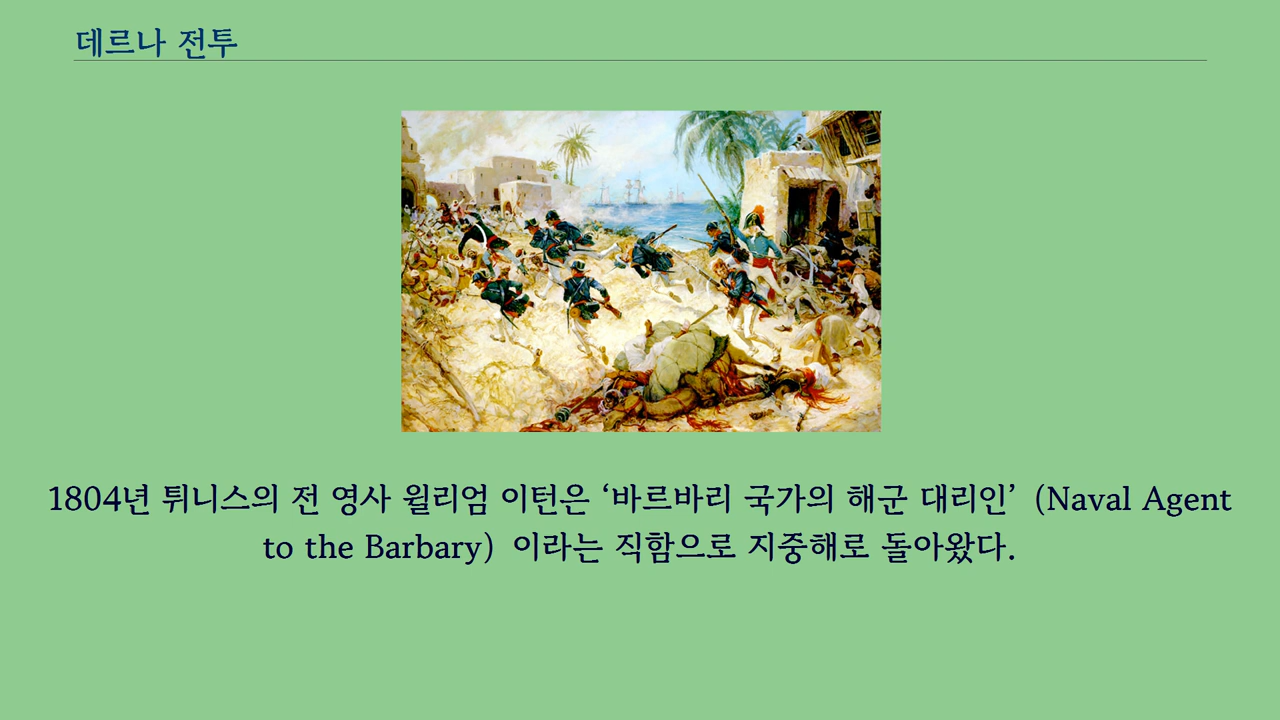 데르나 전투
1804년 튀니스의 전 영사 윌리엄 이턴은 ‘바르바리 국가의 해군 대리인’ (Naval Agent
to the Barbary) 이라는 직함으로 지중해로 돌아왔다.